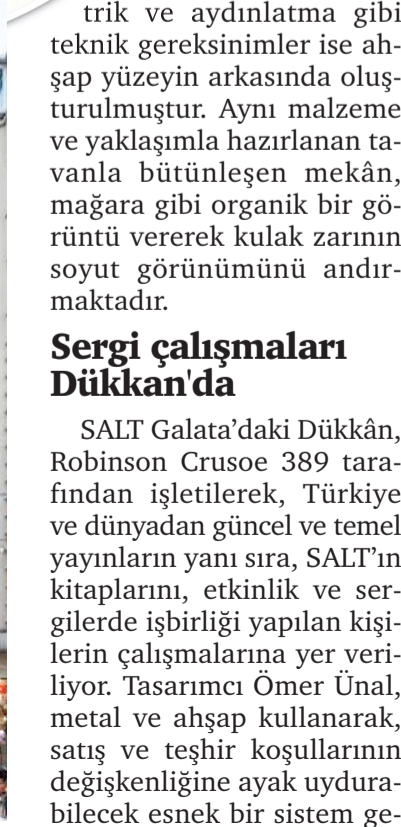 trik ve aydınlatma gibi
teknik gereksinimler ise ah-
şap yüzeyin arkasında oluş-
turulmuştur. Aynı malzeme
ve yaklaşımla hazırlanan ta-
vanla bütünleşen mekân,
mağara gibi organik bir gö-
rüntü vererek kulak zarının
soyut görünümünü andır-
maktadır.
Sergi çalışmaları
Dükkan'da
SALT Galata’daki Dükkân,
Robinson Crusoe 389 tara-
fından işletilerek, Türkiye
ve dünyadan güncel ve temel
yayınların yanı sıra, SALT’ın
kitaplarını, etkinlik ve ser-
gilerde işbirliği yapılan kişi-
lerin çalışmalarına yer veri-
liyor. Tasarımcı Ömer Ünal,
metal ve ahşap kullanarak,
satış ve teşhir koşullarının
değişkenliğine ayak uydura-
bilecek esnek bir sistem ge-